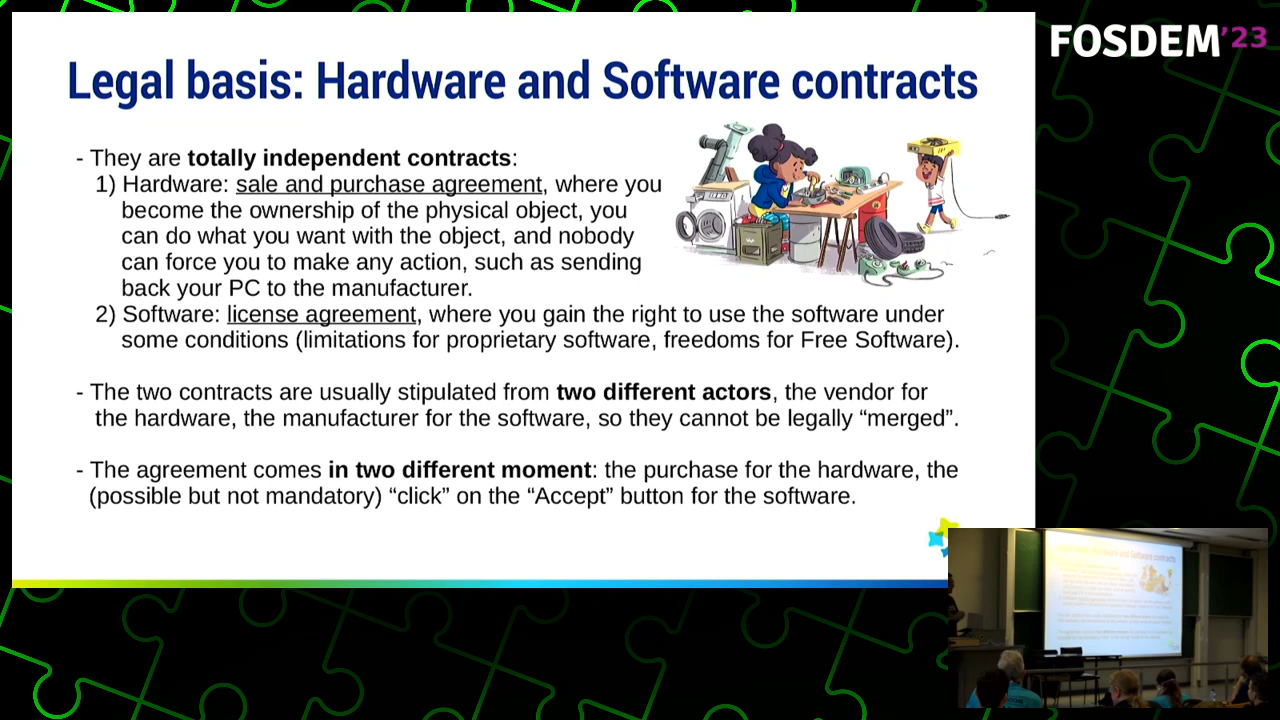 FOSDEM'23
Legal basis: Hardware and Software contracts
- They are totally independent contracts:
1) Hardware: sale and purchase agreement, where you
become the ownership of the physical object, you
can do what you want with the object, and nobody
can force you to make any action, such as sending
back your PC to the manufacturer.
2) Software: license agreement, where you gain the right to use the software under
some conditions (limitations for proprietary software, freedoms for Free Software).
- The two contracts are usually stipulated from two different actors, the vendor for
the hardware, the manufacturer for the software, so they cannot be legally “merged”.
- The agreement comes in two different moment: the purchase for the hardware, the
(possible but not mandatory) “click” on the “Accept” button for the software.